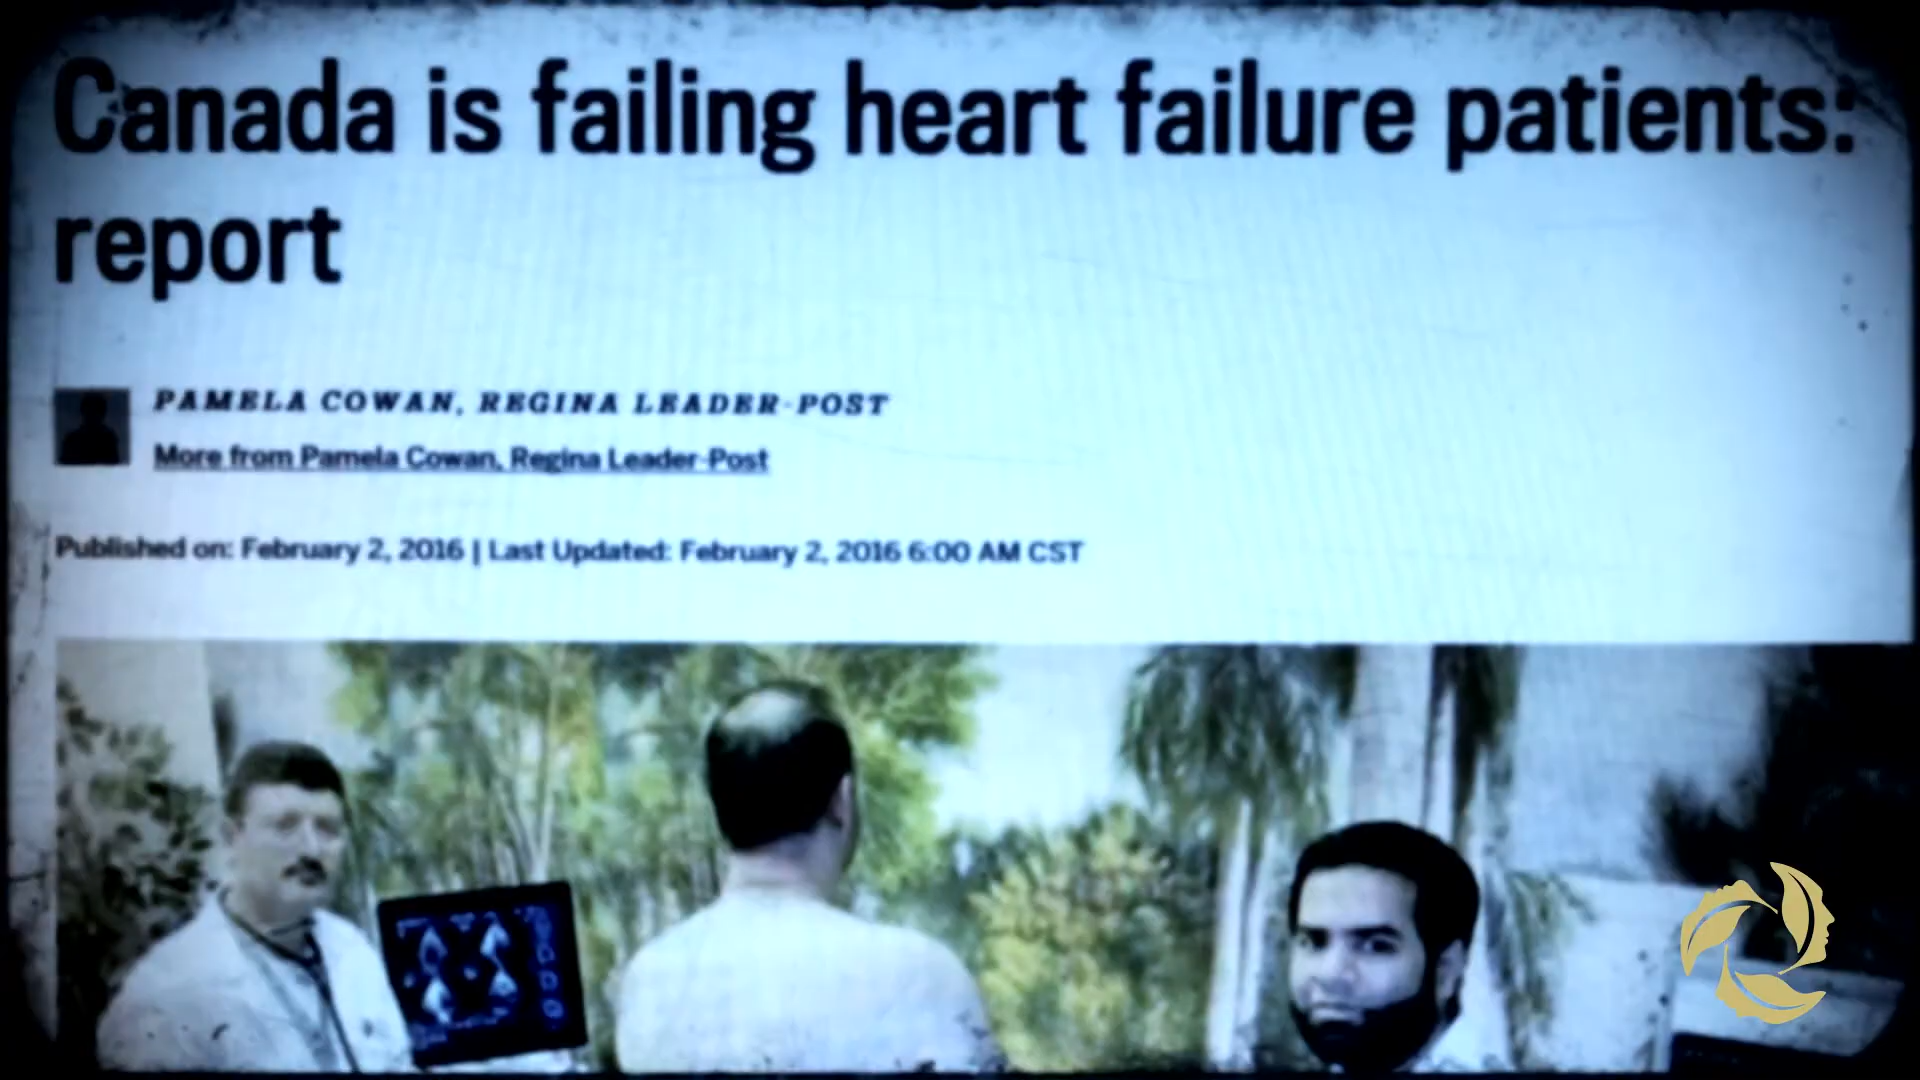 Canada is failing heart failure patients:
report
PAMELA COWAN, REGINA LEADER-POST
More from Pamela Cowan, Regina Leader-Post
Published on: February 2, 2016 | Last Updated: February 2, 2016 6:00 AM CST